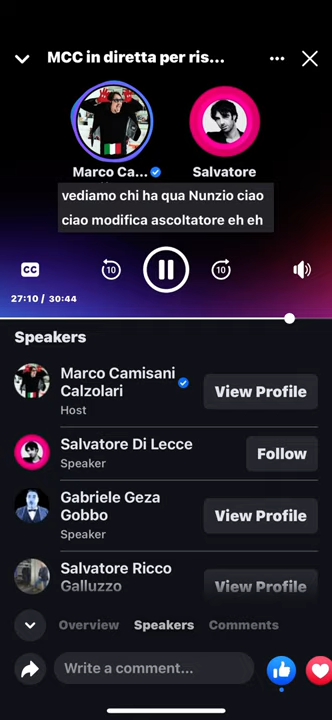 MCC in diretta per ris...
Marco Ca...
Salvatore
vediamo chi ha qua Nunzio ciao
ciao modifica ascoltatore eh eh
CC
10
10
27:10 / 30:44
Speakers
Marco Camisani
Calzolari
Host
View Profile
Salvatore Di Lecce
Speaker
Follow
Gabriele Geza
Gobbo
Speaker
View Profile
Salvatore Ricco
Galluzzo
View Profile
Overview
Speakers
Comments
Write a comment...